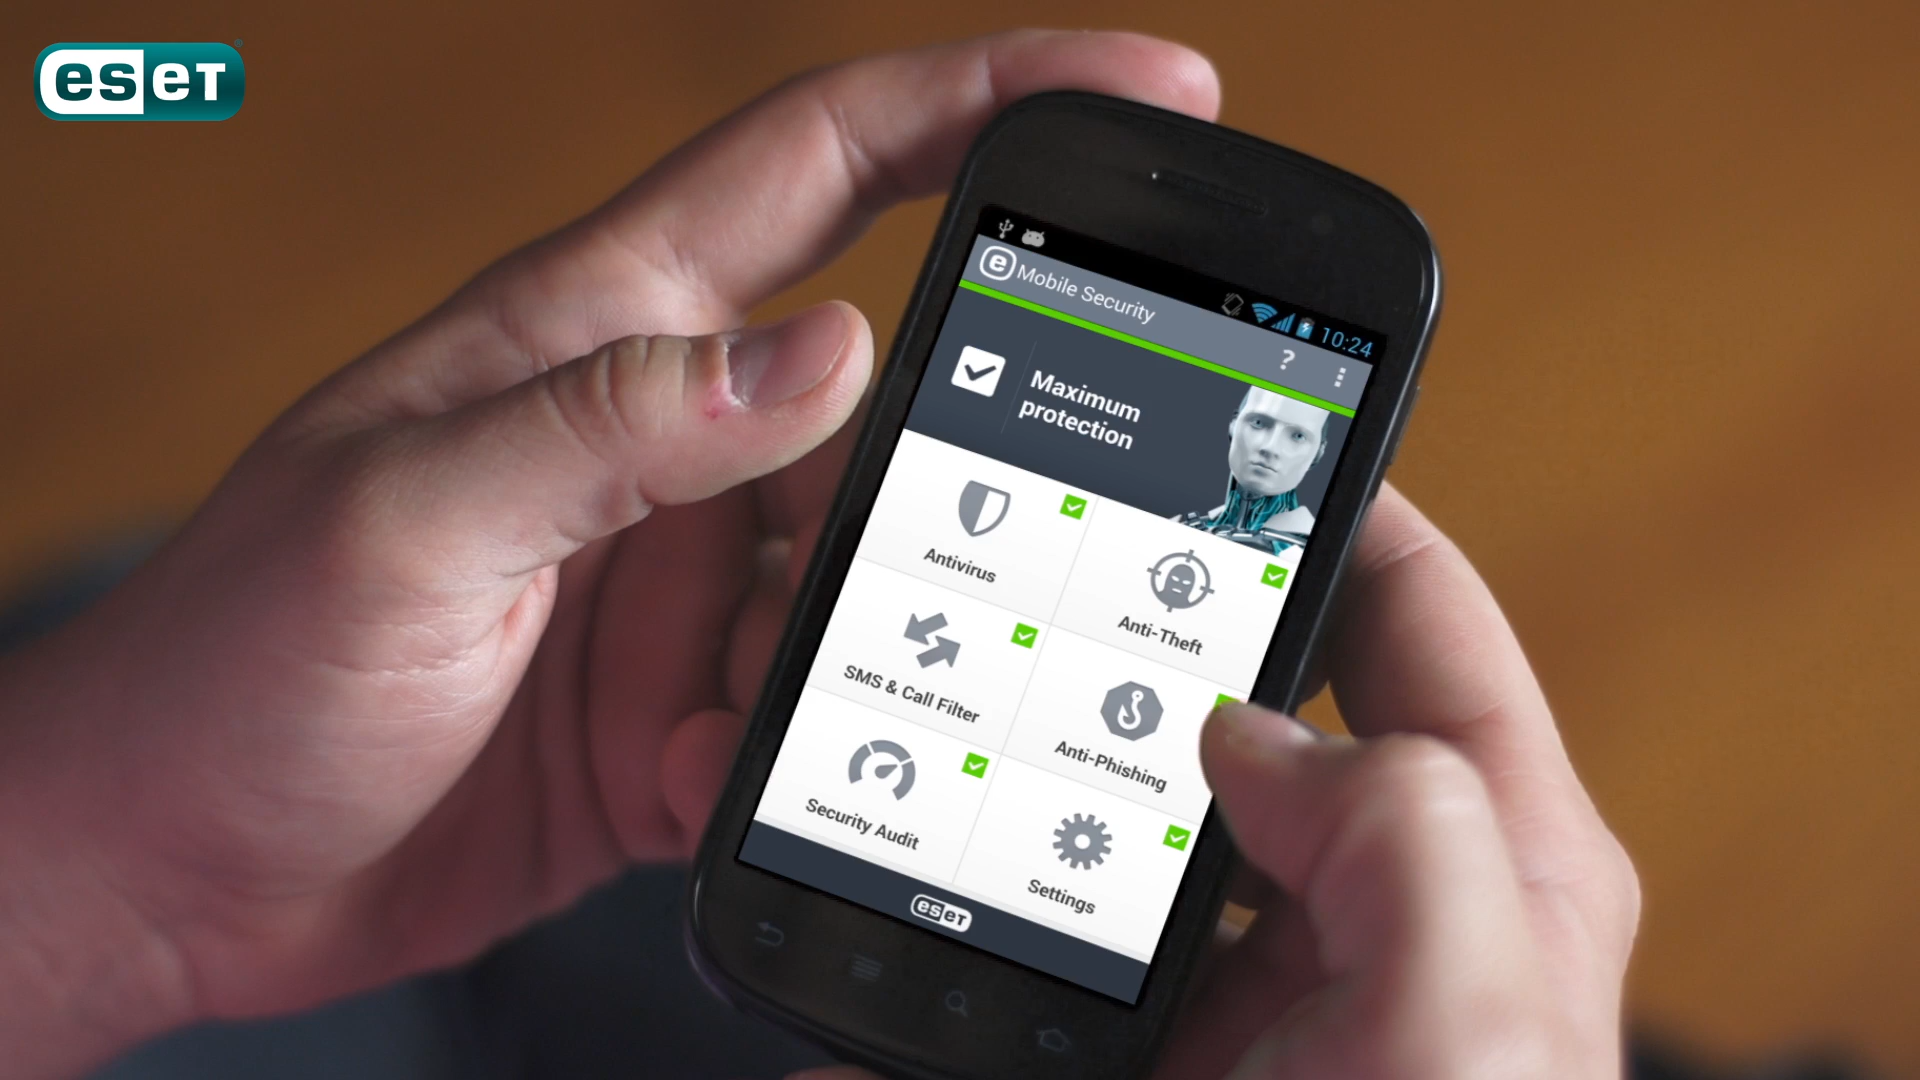 eseT
e Mobile Security
10:24
?
Maximum
protection
Antivirus
Anti-Theft
SMS & Call Filter
Anti-Phishing
Security Audit
Settings
eseT